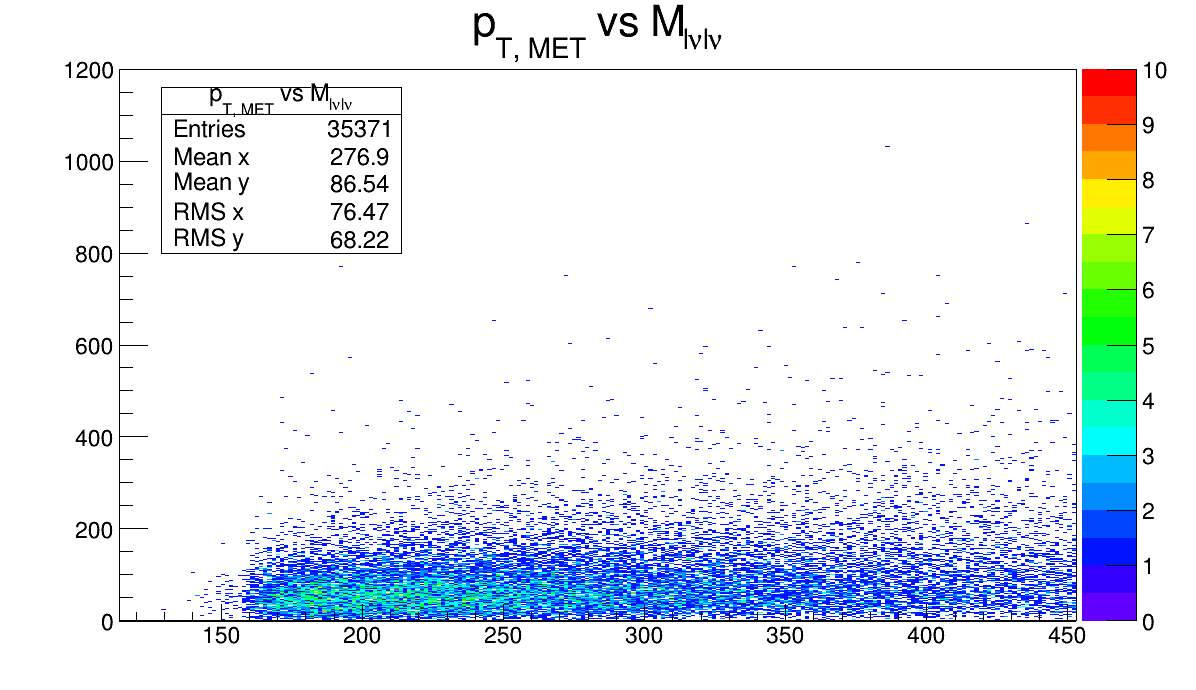 p_T, MET vs M_lνlν
p_T, MET vs M_lνlν
Entries 35371
Mean x 276.9
Mean y 86.54
RMS x 76.47
RMS y 68.22
1200
1000
800
600
400
200
0
150 200 250 300 350 400 450
10
9
8
7
6
5
4
3
2
1
0